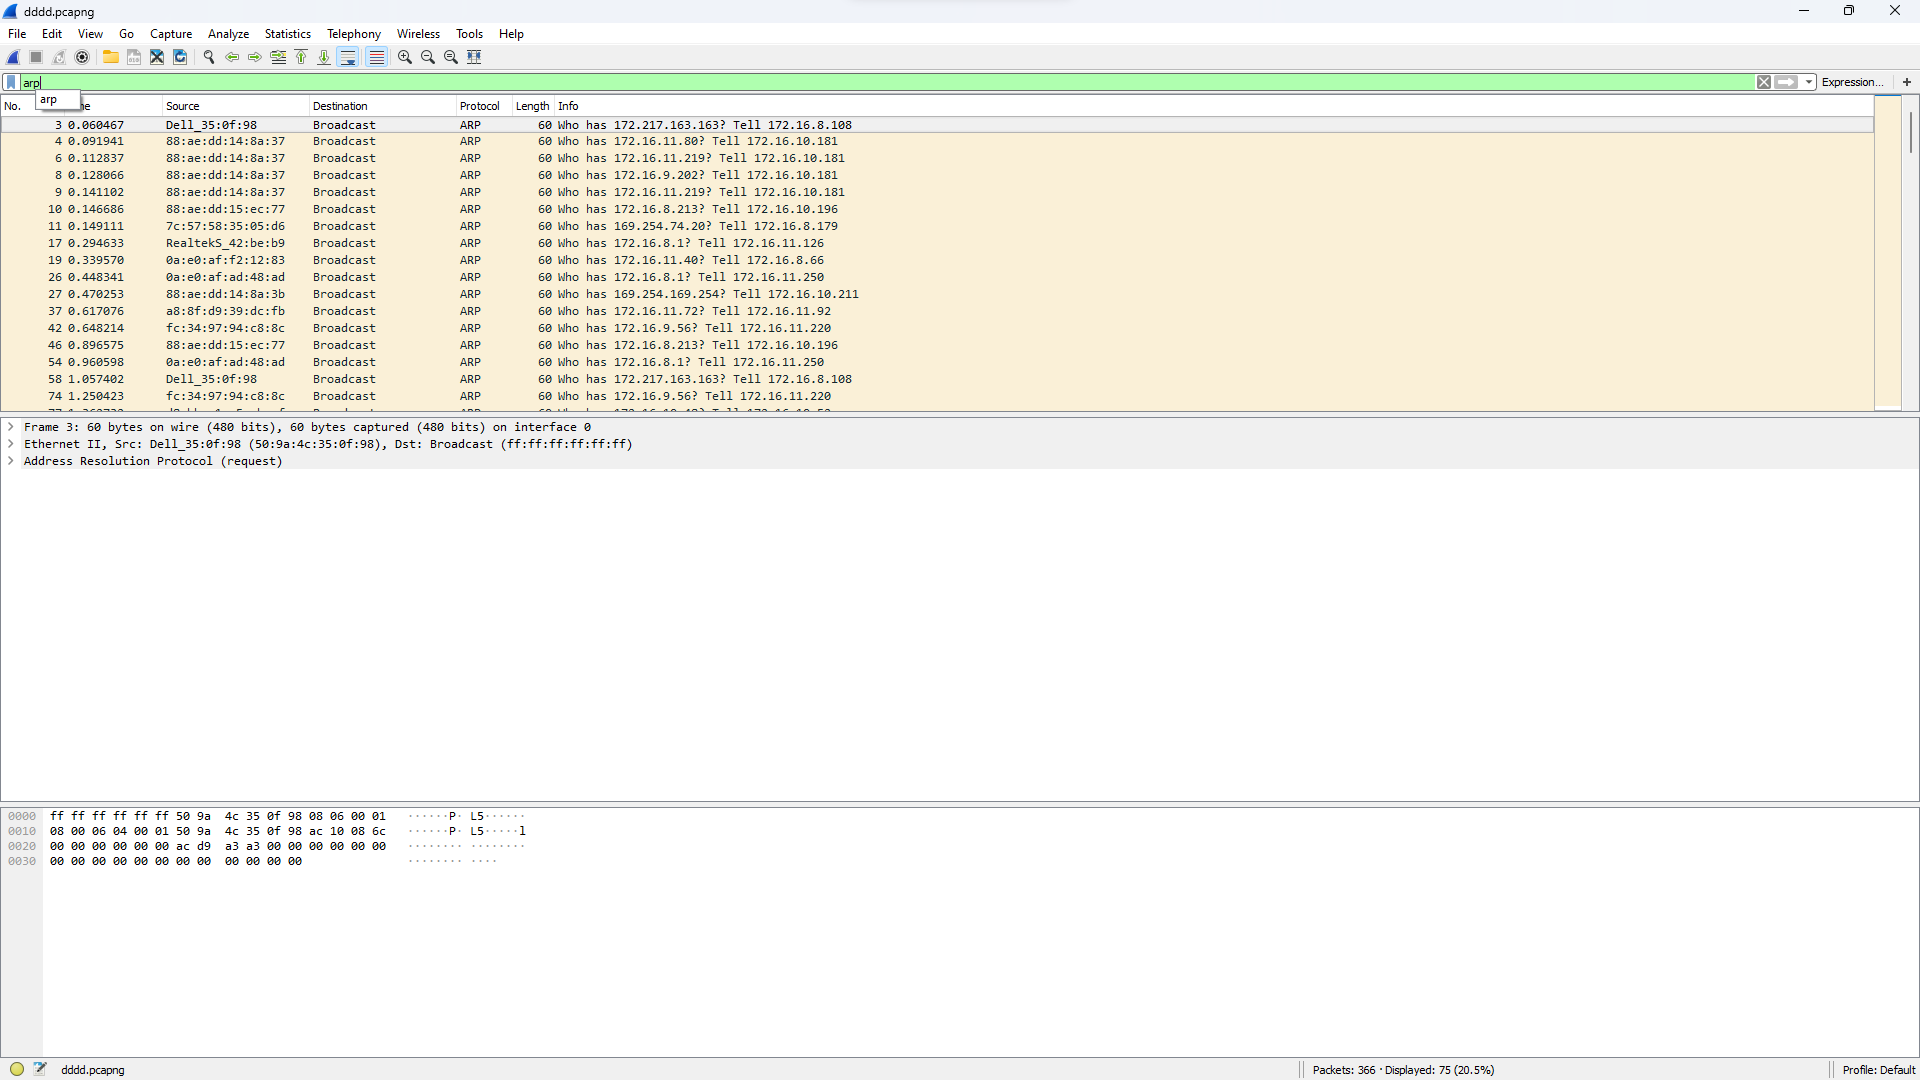 dddd.pcapng
File Edit View Go Capture Analyze Statistics Telephony Wireless Tools Help
arp
Expression... +
arp
No. Source Destination Protocol Length Info
3 0.060467 Dell_35:0f:98 Broadcast ARP 60 Who has 172.217.163.163? Tell 172.16.8.108
4 0.091941 88:ae:dd:14:8a:37 Broadcast ARP 60 Who has 172.16.11.80? Tell 172.16.10.181
6 0.112837 88:ae:dd:14:8a:37 Broadcast ARP 60 Who has 172.16.11.219? Tell 172.16.10.181
8 0.128066 88:ae:dd:14:8a:37 Broadcast ARP 60 Who has 172.16.9.202? Tell 172.16.10.181
9 0.141102 88:ae:dd:14:8a:37 Broadcast ARP 60 Who has 172.16.11.219? Tell 172.16.10.181
10 0.146686 88:ae:dd:15:ec:77 Broadcast ARP 60 Who has 172.16.8.213? Tell 172.16.10.196
11 0.149111 7c:57:58:35:05:d6 Broadcast ARP 60 Who has 169.254.74.20? Tell 172.16.8.179
17 0.294633 RealtekS_42:be:b9 Broadcast ARP 60 Who has 172.16.8.1? Tell 172.16.11.126
19 0.339570 0a:e0:af:f2:12:83 Broadcast ARP 60 Who has 172.16.11.40? Tell 172.16.8.66
26 0.448341 0a:e0:af:ad:48:ad Broadcast ARP 60 Who has 172.16.8.1? Tell 172.16.11.250
27 0.470253 88:ae:dd:14:8a:3b Broadcast ARP 60 Who has 169.254.169.254? Tell 172.16.10.211
37 0.617076 a8:8f:d9:39:dc:fb Broadcast ARP 60 Who has 172.16.11.72? Tell 172.16.11.92
42 0.648214 fc:34:97:94:c8:8c Broadcast ARP 60 Who has 172.16.9.56? Tell 172.16.11.220
46 0.896575 88:ae:dd:15:ec:77 Broadcast ARP 60 Who has 172.16.8.213? Tell 172.16.10.196
54 0.960598 0a:e0:af:ad:48:ad Broadcast ARP 60 Who has 172.16.8.1? Tell 172.16.11.250
58 1.057402 Dell_35:0f:98 Broadcast ARP 60 Who has 172.217.163.163? Tell 172.16.8.108
74 1.250423 fc:34:97:94:c8:8c Broadcast ARP 60 Who has 172.16.9.56? Tell 172.16.11.220
Frame 3: 60 bytes on wire (480 bits), 60 bytes captured (480 bits) on interface 0
Ethernet II, Src: Dell_35:0f:98 (50:9a:4c:35:0f:98), Dst: Broadcast (ff:ff:ff:ff:ff:ff)
Address Resolution Protocol (request)
0000 ff ff ff ff ff ff 50 9a 4c 35 0f 98 08 06 00 01 ······P· L5······
0010 08 00 06 04 00 01 50 9a 4c 35 0f 98 ac 10 08 6c ······P· L5·····l
0020 00 00 00 00 00 00 ac d9 a3 a3 00 00 00 00 00 00 ········ ········
0030 00 00 00 00 00 00 00 00 00 00 00 00 ········ ····
dddd.pcapng
Packets: 366 · Displayed: 75 (20.5%)
Profile: Default